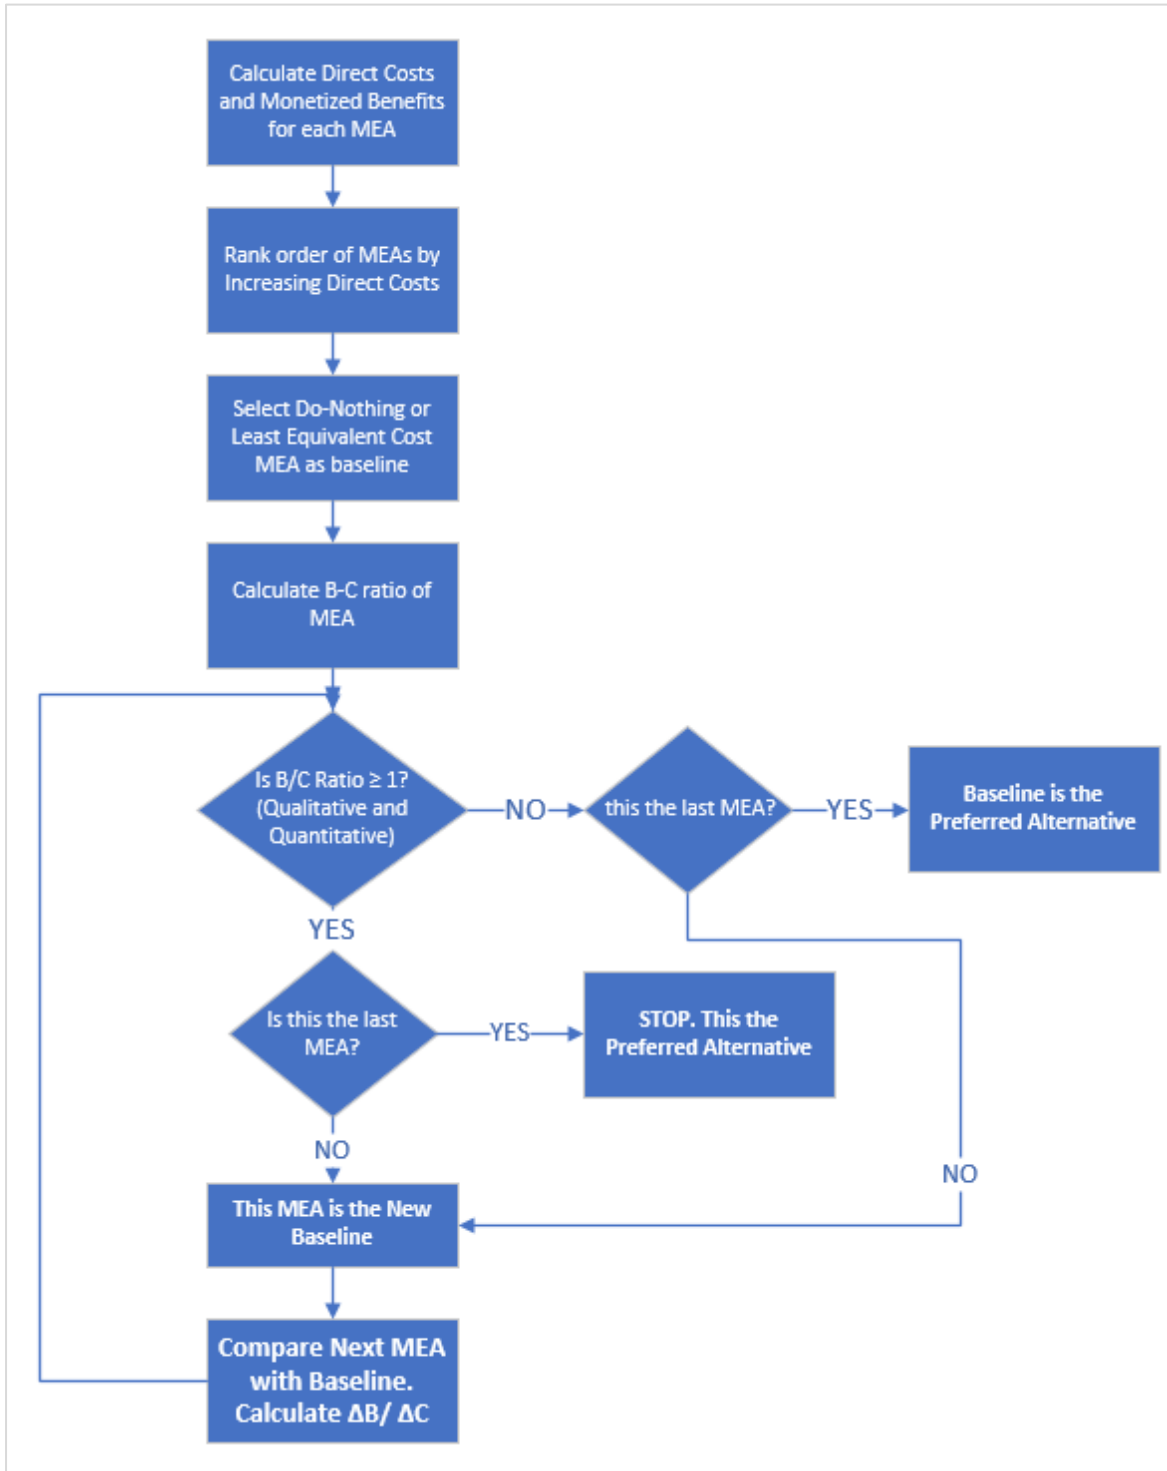 Calculate Direct Costs
and Monetized Benefits
for each MEA
Rank order of MEAs by
Increasing Direct Costs
Select Do-Nothing or
Least Equivalent Cost
MEA as baseline
Calculate B-C ratio of
MEA
Is B/C Ratio ≥ 1?
(Qualitative and
Quantitative)
NO
this the last MEA?
YES
Baseline is the
Preferred Alternative
YES
Is this the last
MEA?
YES
STOP. This the
Preferred Alternative
NO
NO
This MEA is the New
Baseline
Compare Next MEA
with Baseline.
Calculate ΔB/ ΔC